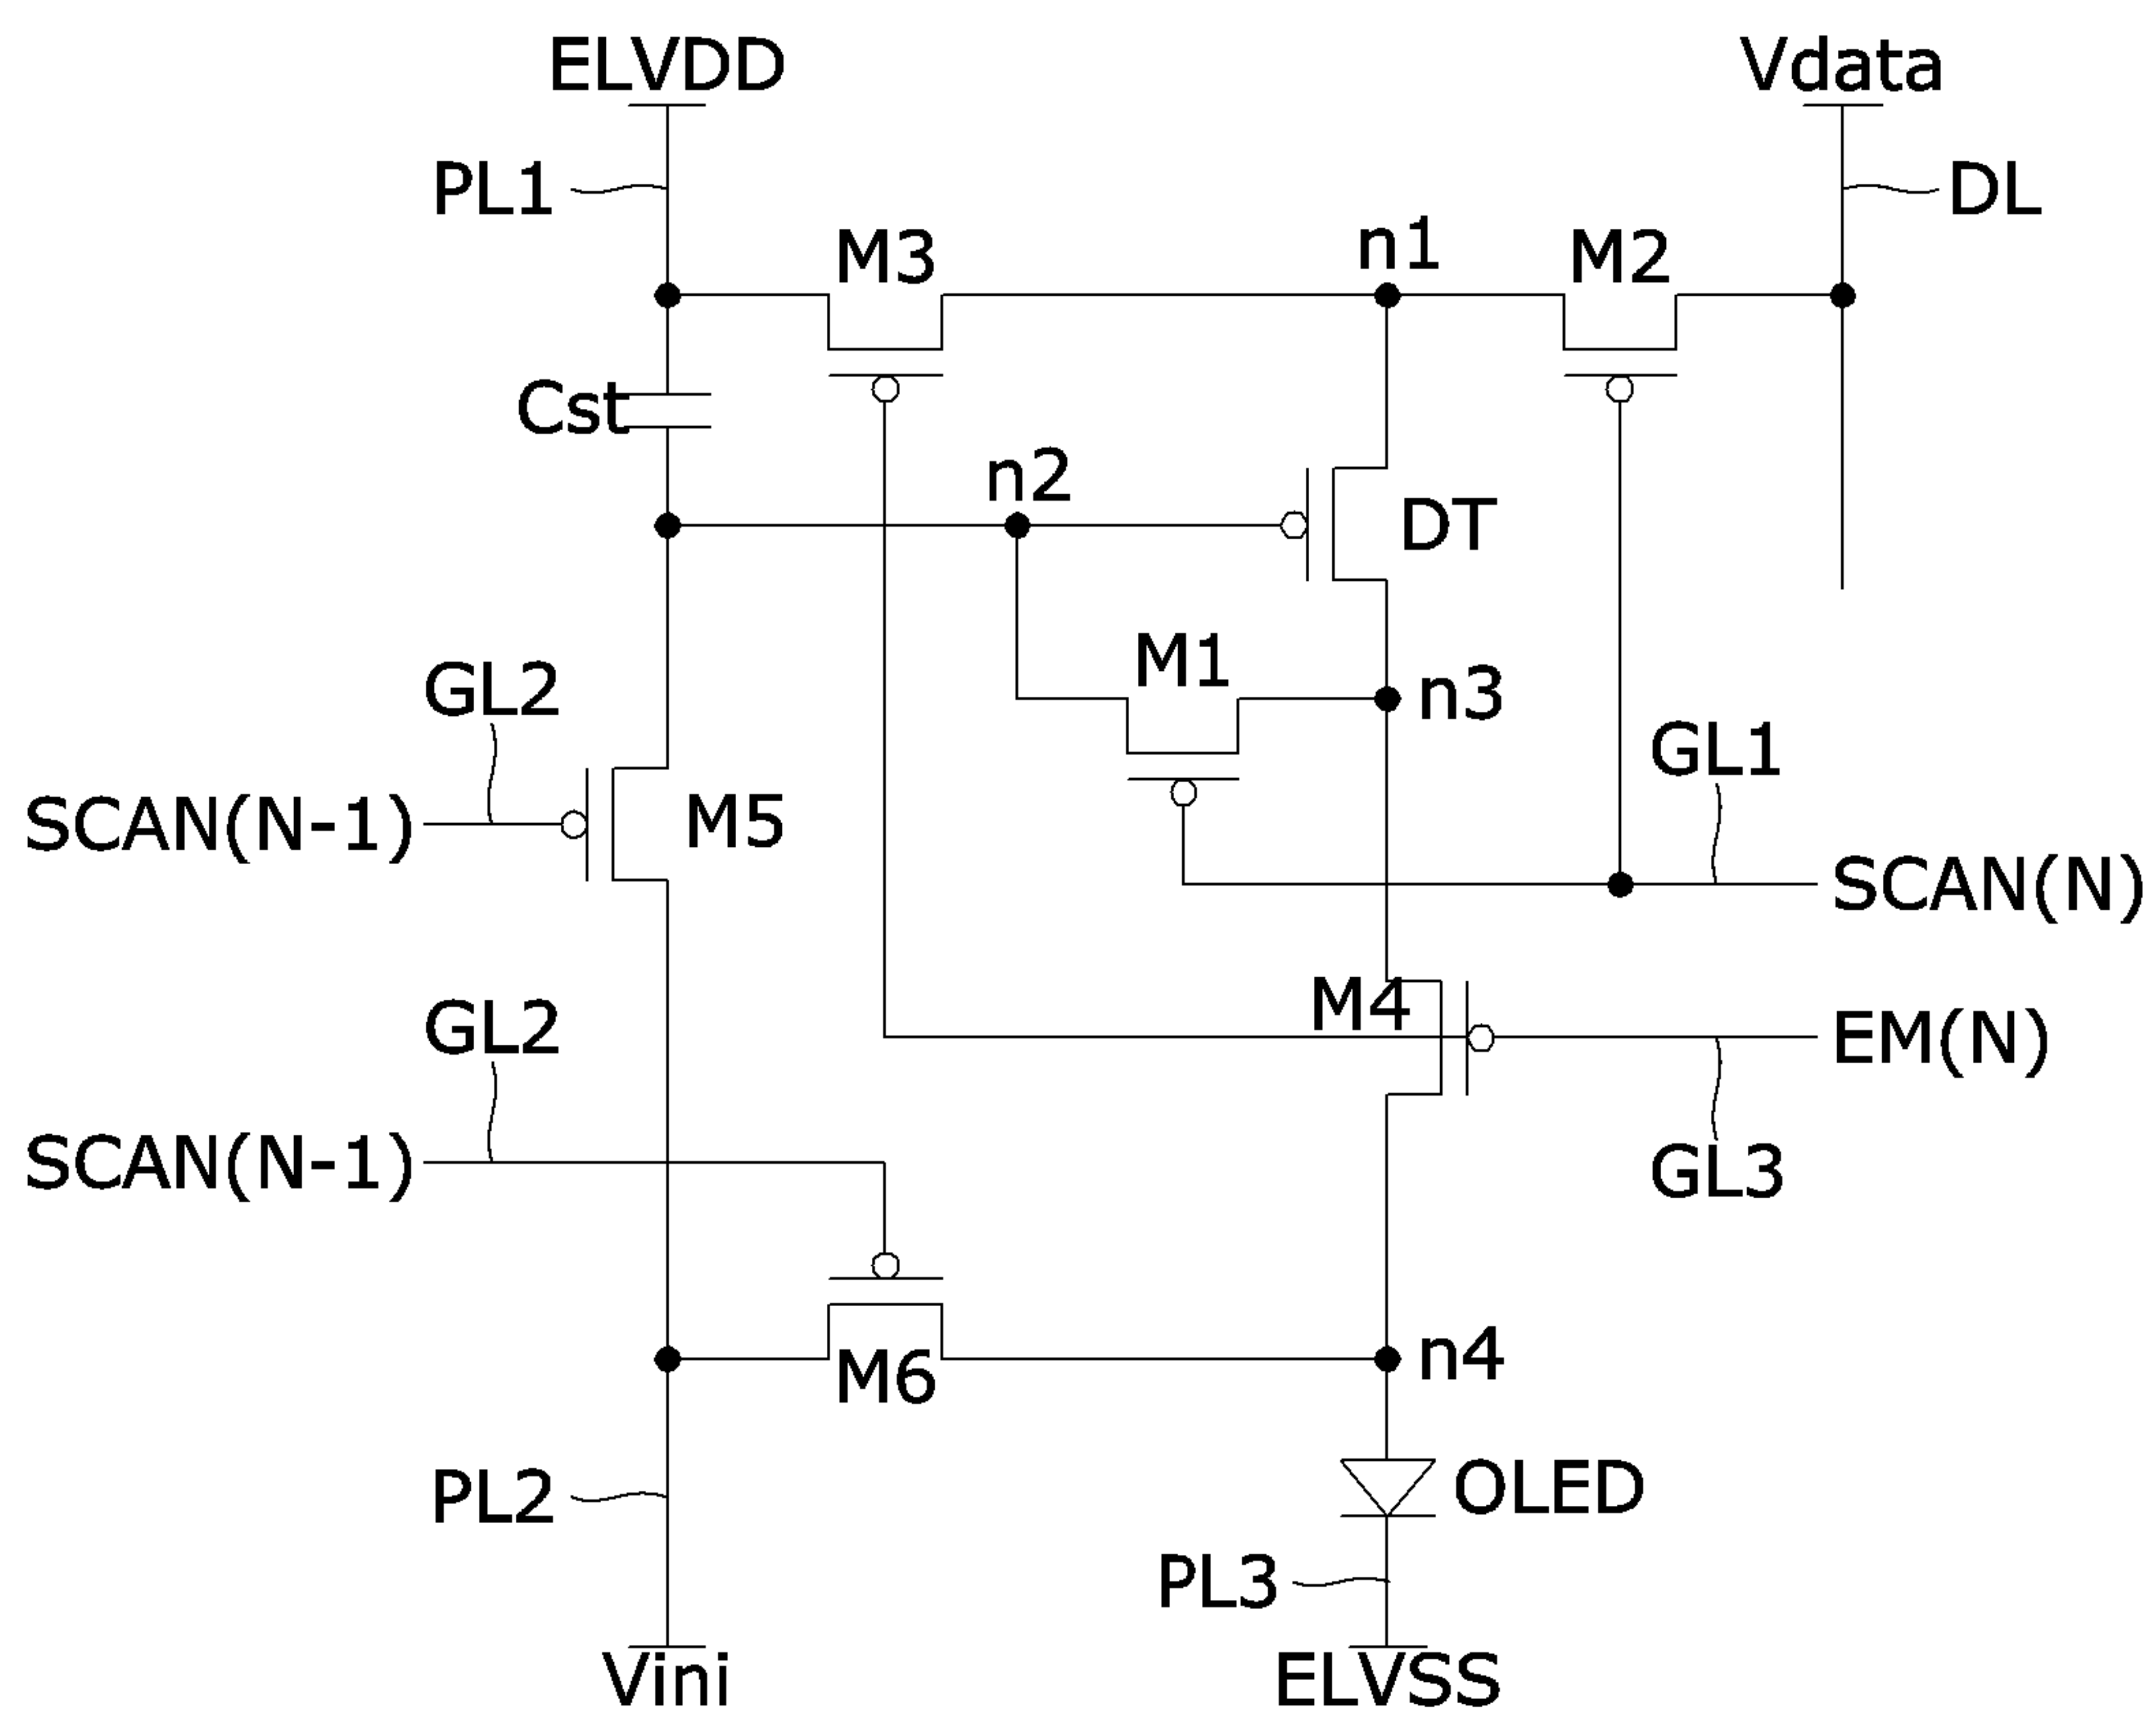 ELVDD
Vdata
PL1
DL
M3
n1
M2
Cst
n2
DT
M1
GL2
n3
GL1
SCAN(N-1)
M5
SCAN(N)
M4
GL2
EM(N)
SCAN(N-1)
GL3
n4
M6
PL2
OLED
PL3
Vini
ELVSS